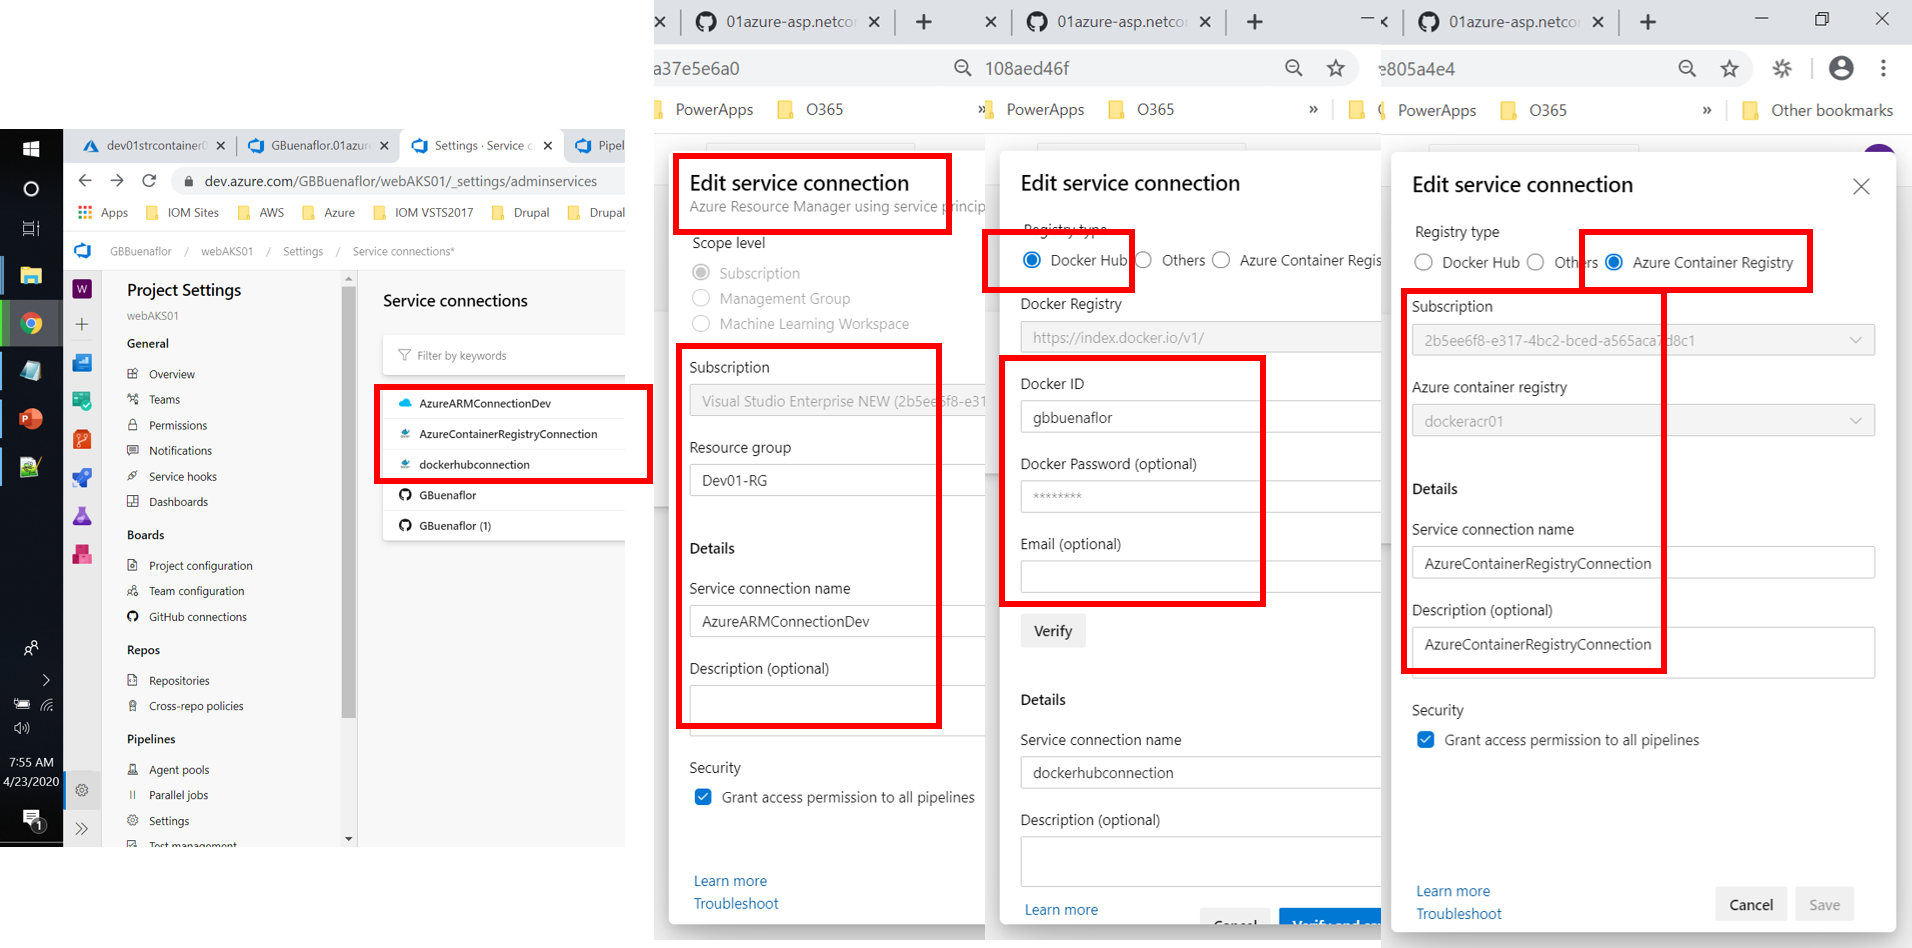 dev01strcontainer0
GBuenaflor.01azure
Settings · Service c
Pipel
dev.azure.com/GBBuenaflor/webAKS01/_settings/adminservices
Apps
IOM Sites
AWS
Azure
IOM VSTS2017
Drupal
Drupal
GBBuenaflor / webAKS01 / Settings / Service connections*
W
Project Settings
webAKS01
General
Overview
Teams
Permissions
Notifications
Service hooks
Dashboards
Boards
Project configuration
Team configuration
GitHub connections
Repos
Repositories
Cross-repo policies
Pipelines
Agent pools
Parallel jobs
Settings
Test management
7:55 AM
4/23/2020
1
Service connections
Filter by keywords
AzureARMConnectionDev
AzureContainerRegistryConnection
dockerhubconnection
GBuenaflor
GBuenaflor (1)
01azure-asp.netco
a37e5e6a0
PowerApps
O365
Edit service connection
Azure Resource Manager using service princip
Scope level
Subscription
Management Group
Machine Learning Workspace
Subscription
Visual Studio Enterprise NEW (2b5ee6f8-e31
Resource group
Dev01-RG
Details
Service connection name
AzureARMConnectionDev
Description (optional)
Security
Grant access permission to all pipelines
Learn more
Troubleshoot
01azure-asp.netco
108aed46f
PowerApps
O365
Edit service connection
Registry type
Docker Hub
Others
Azure Container Regis
Docker Registry
https://index.docker.io/v1/
Docker ID
gbbuenaflor
Docker Password (optional)
********
Email (optional)
Verify
Details
Service connection name
dockerhubconnection
Description (optional)
Learn more
Cancel
01azure-asp.netco
e805a4e4
PowerApps
O365
Other bookmarks
Edit service connection
Registry type
Docker Hub
Others
Azure Container Registry
Subscription
2b5ee6f8-e317-4bc2-bced-a565aca7d8c1
Azure container registry
dockeracr01
Details
Service connection name
AzureContainerRegistryConnection
Description (optional)
AzureContainerRegistryConnection
Security
Grant access permission to all pipelines
Learn more
Troubleshoot
Cancel
Save